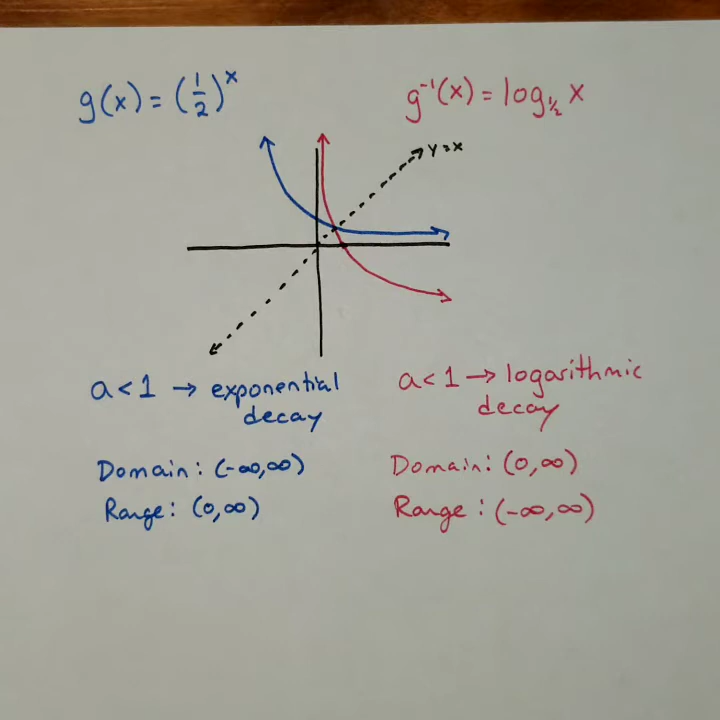 g(x) = (1/2)^x
g⁻¹(x) = log_½ x
y=x
a<1 → exponential
decay
Domain: (-∞,∞)
Range: (0,∞)
a<1 → logarithmic
decay
Domain: (0,∞)
Range: (-∞,∞)